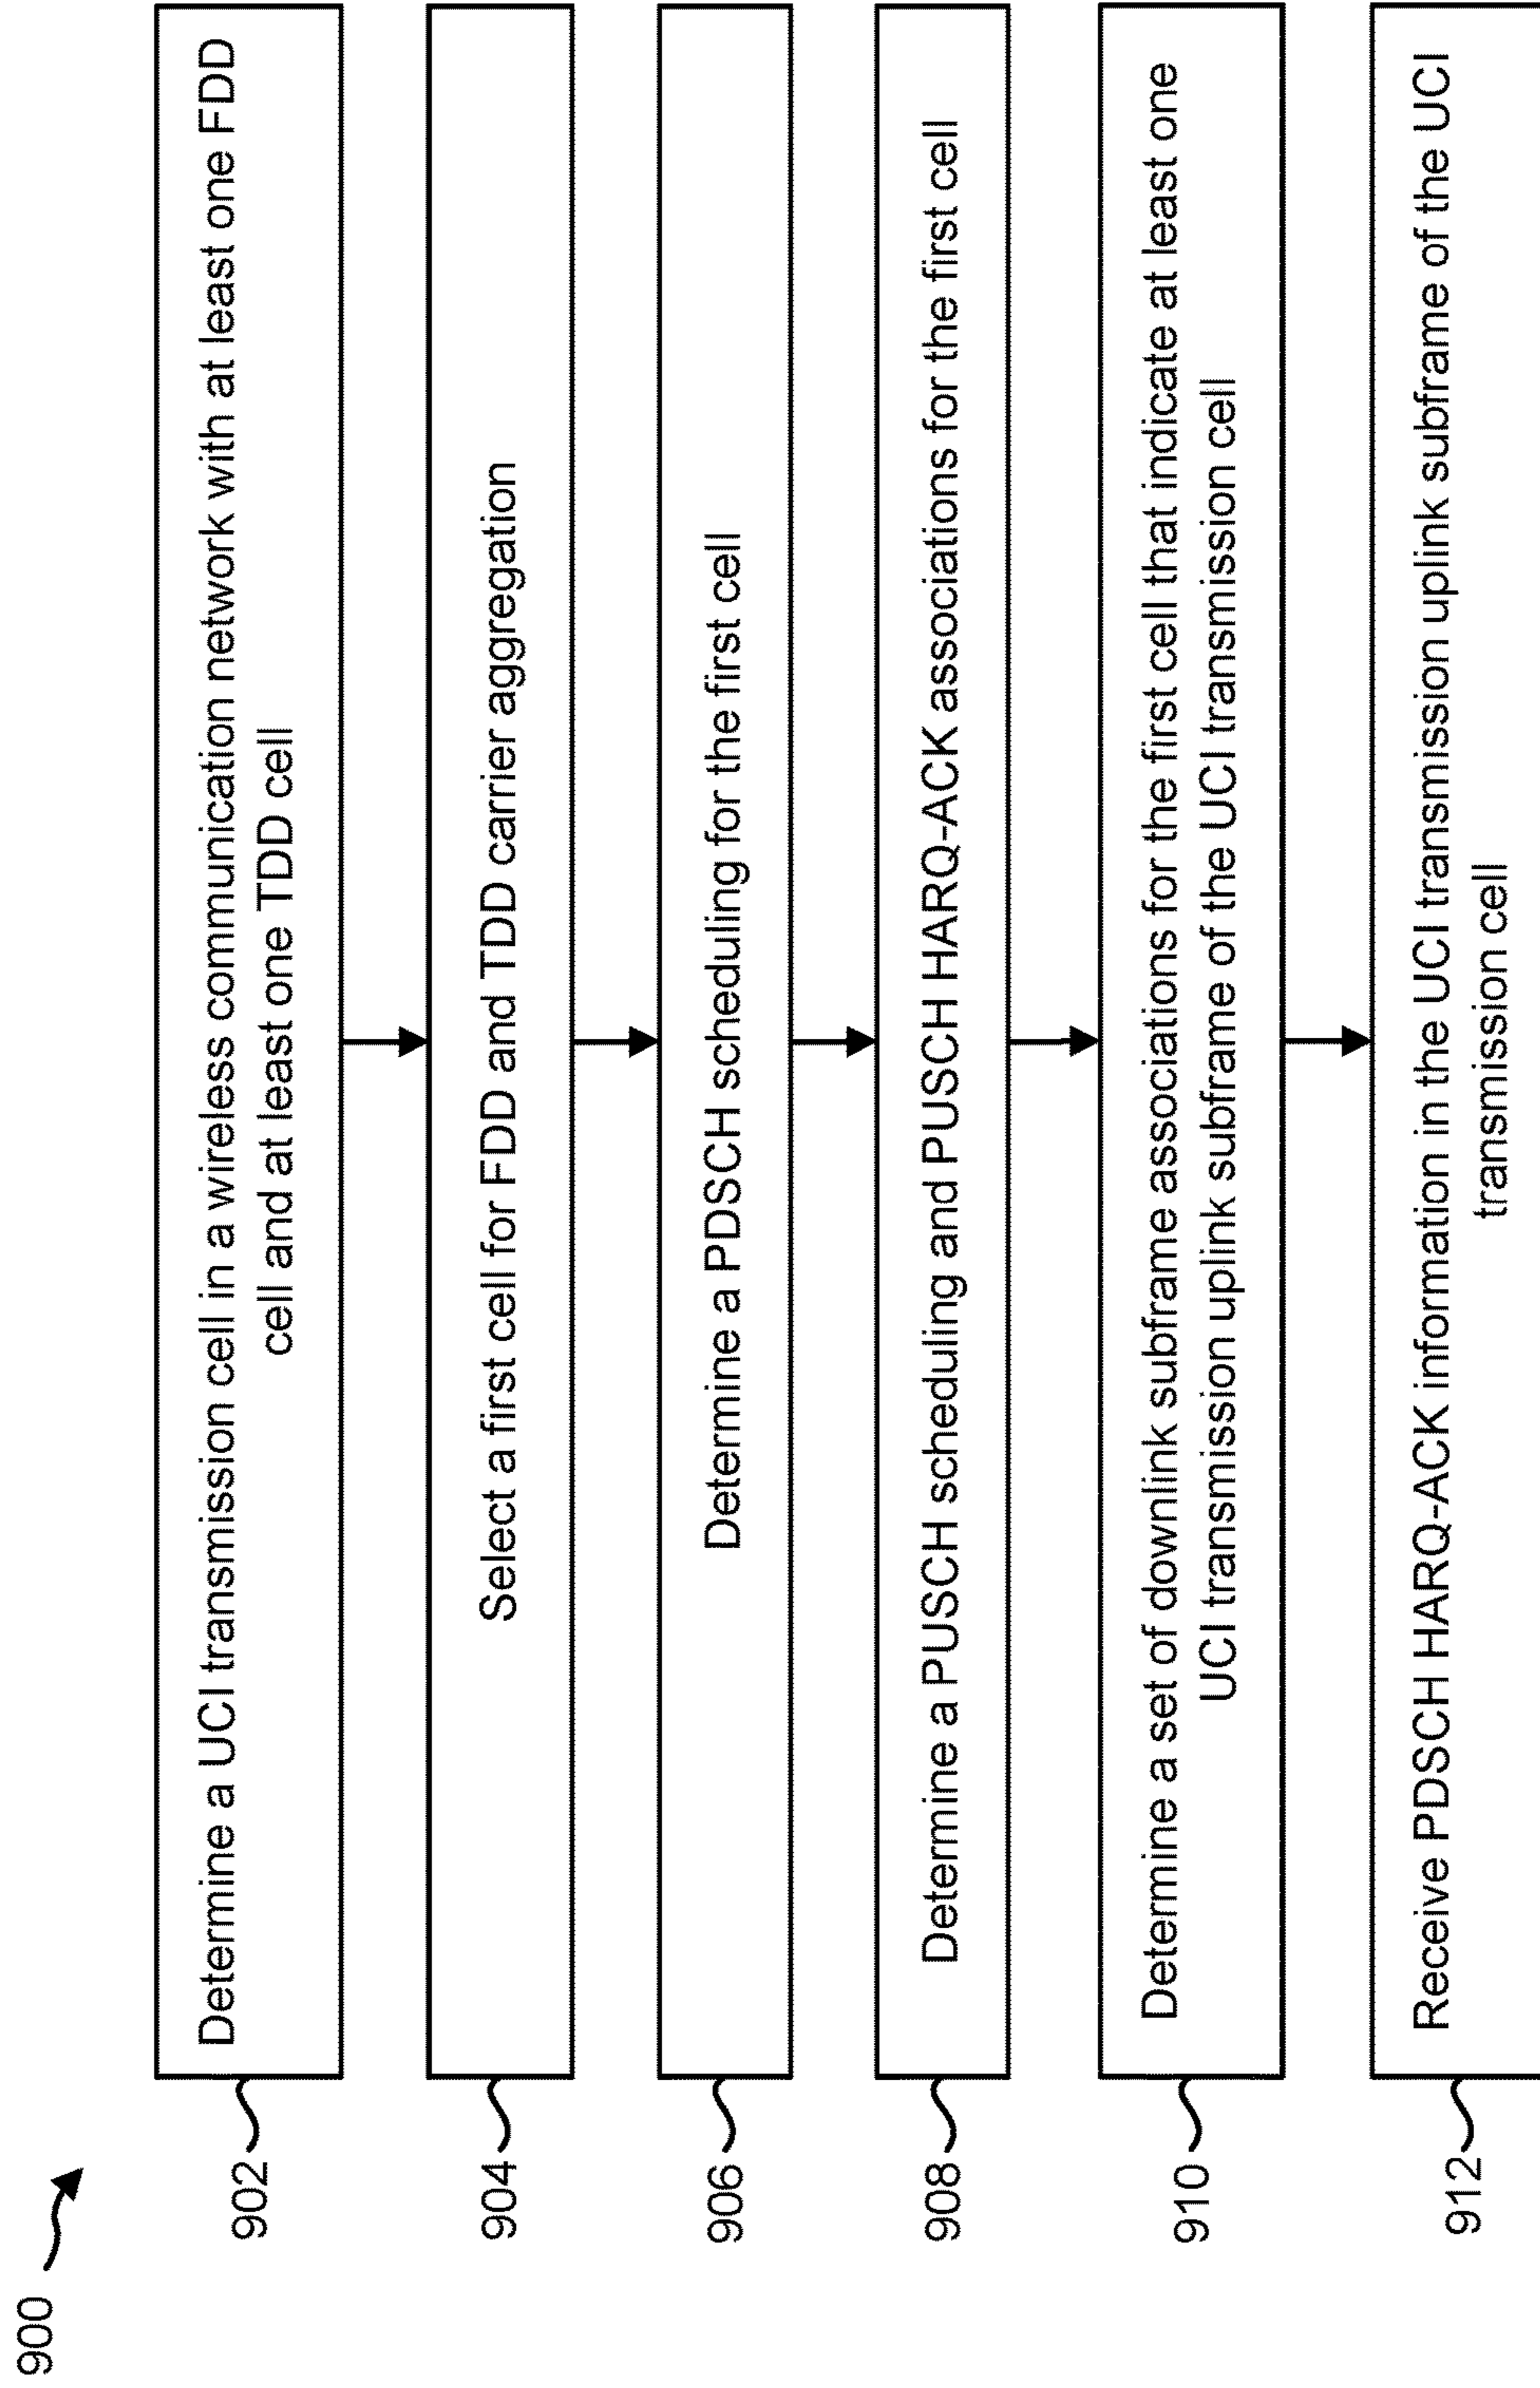 900
902
Determine a UCI transmission cell in a wireless communication network with at least one FDD
cell and at least one TDD cell
904
Select a first cell for FDD and TDD carrier aggregation
906
Determine a PDSCH scheduling for the first cell
908
Determine a PUSCH scheduling and PUSCH HARQ-ACK associations for the first cell
910
Determine a set of downlink subframe associations for the first cell that indicate at least one
UCI transmission uplink subframe of the UCI transmission cell
912
Receive PDSCH HARQ-ACK information in the UCI transmission uplink subframe of the UCI
transmission cell